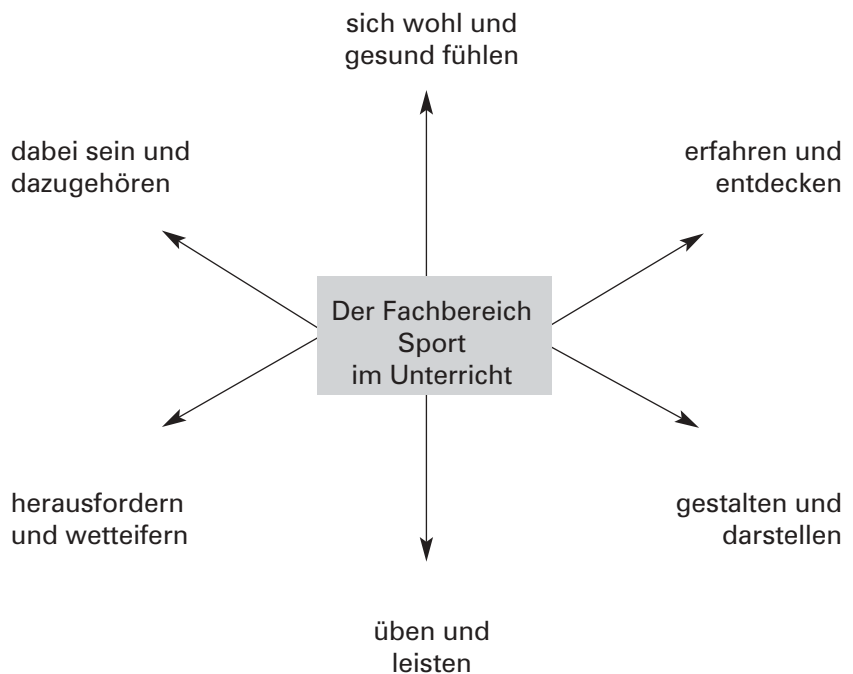 sich wohl und
gesund fühlen
dabei sein und
dazugehören
erfahren und
entdecken
Der Fachbereich
Sport
im Unterricht
herausfordern
und wetteifern
gestalten und
darstellen
üben und
leisten